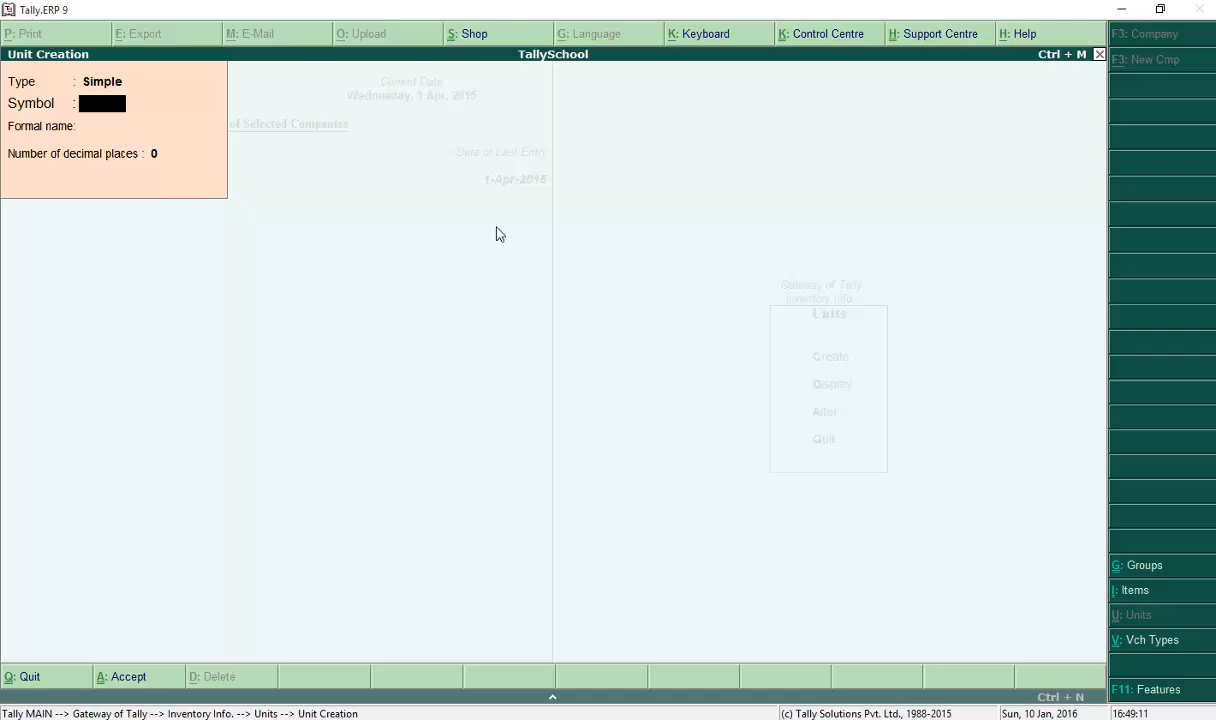 Tally.ERP 9
P: Print E: Export M: E-Mail O: Upload S: Shop G: Language K: Keyboard K: Control Centre H: Support Centre H: Help
Unit Creation TallySchool Ctrl + M
Type : Simple
Symbol :
Formal name:
Number of decimal places : 0
Current Date
Wednesday, 1 Apr, 2015
of Selected Companies
Date of Last Entry
1-Apr-2015
Gateway of Tally
Inventory Info...
Units
Create
Display
Alter
Quit
F3: Company
F3: New Cmp
G: Groups
I: Items
U: Units
V: Vch Types
F11: Features
Q: Quit A: Accept D: Delete
Ctrl + N
Tally MAIN --> Gateway of Tally --> Inventory Info. --> Units --> Unit Creation (c) Tally Solutions Pvt. Ltd., 1988-2015 Sun, 10 Jan, 2016 16:49:11